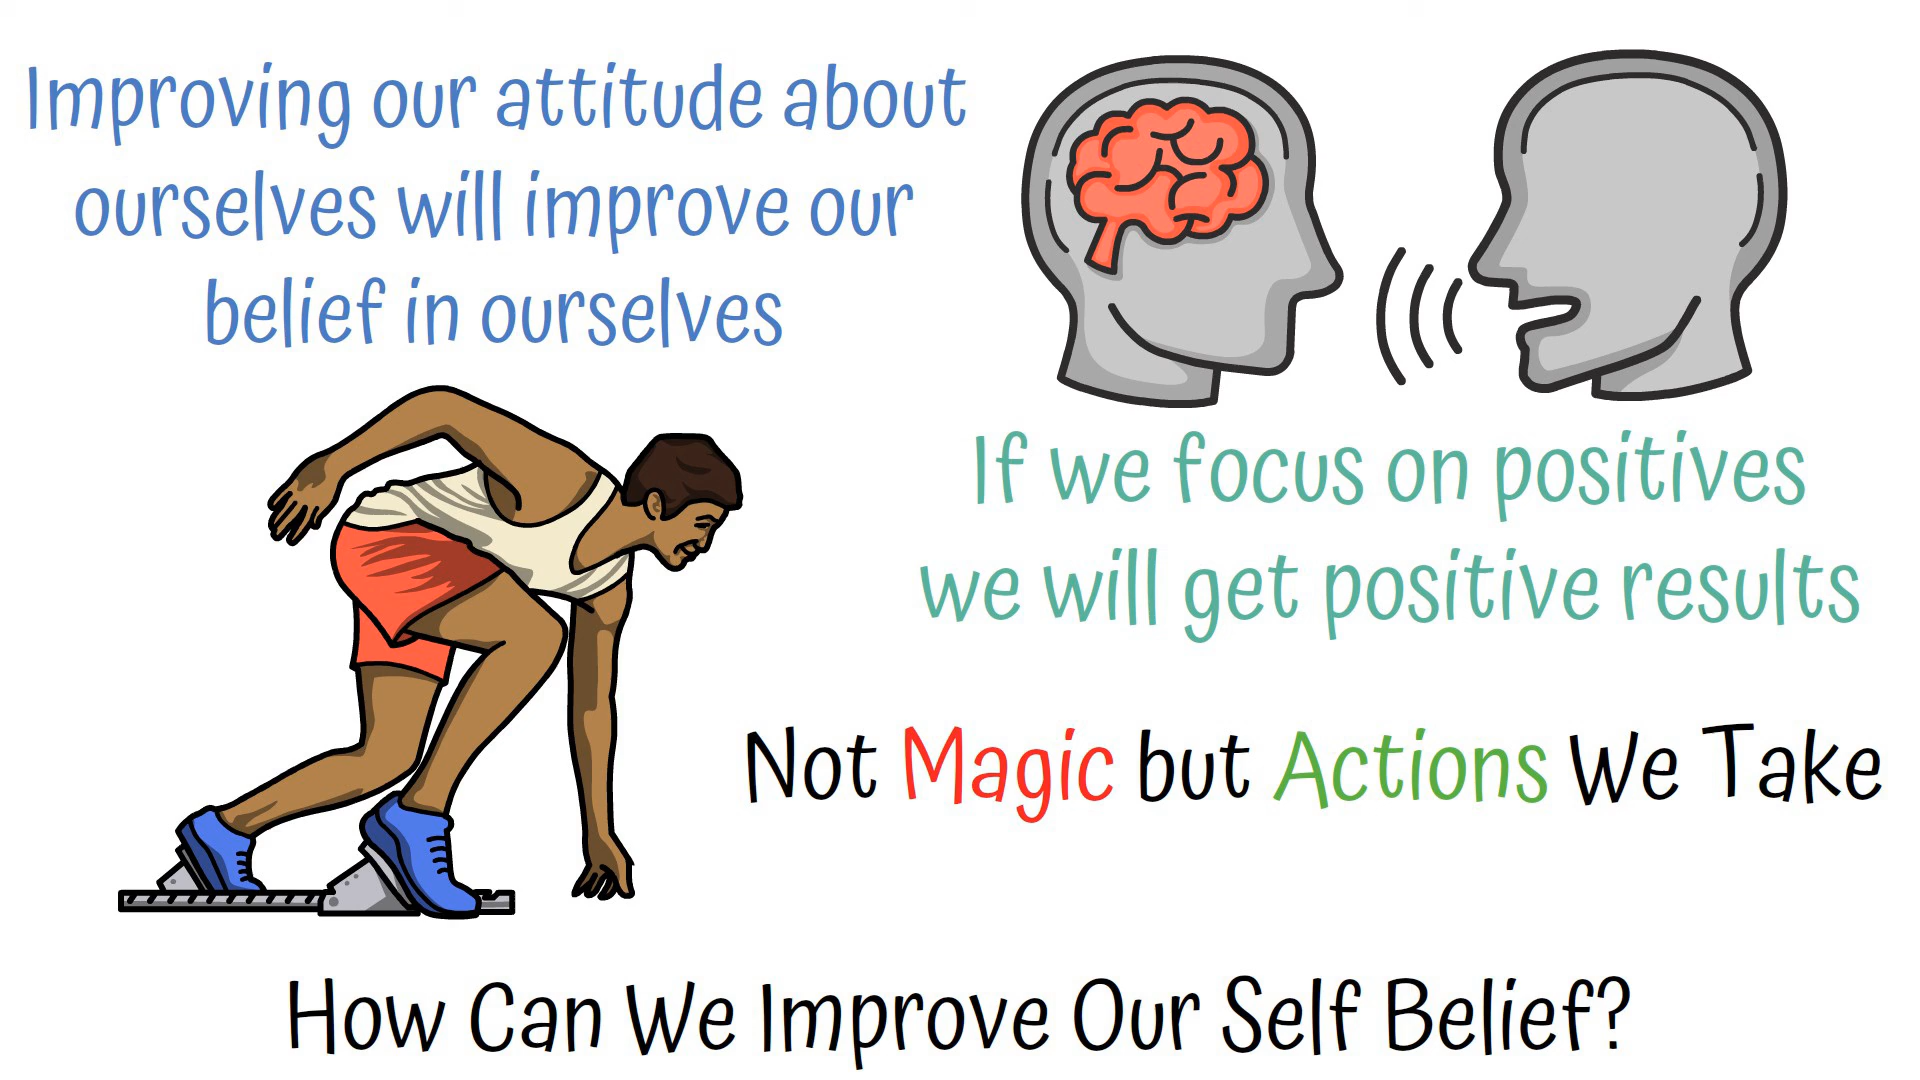 Improving our attitude about
ourselves will improve our
belief in ourselves
If we focus on positives
we will get positive results
Not Magic but Actions We Take
How Can We Improve Our Self Belief?